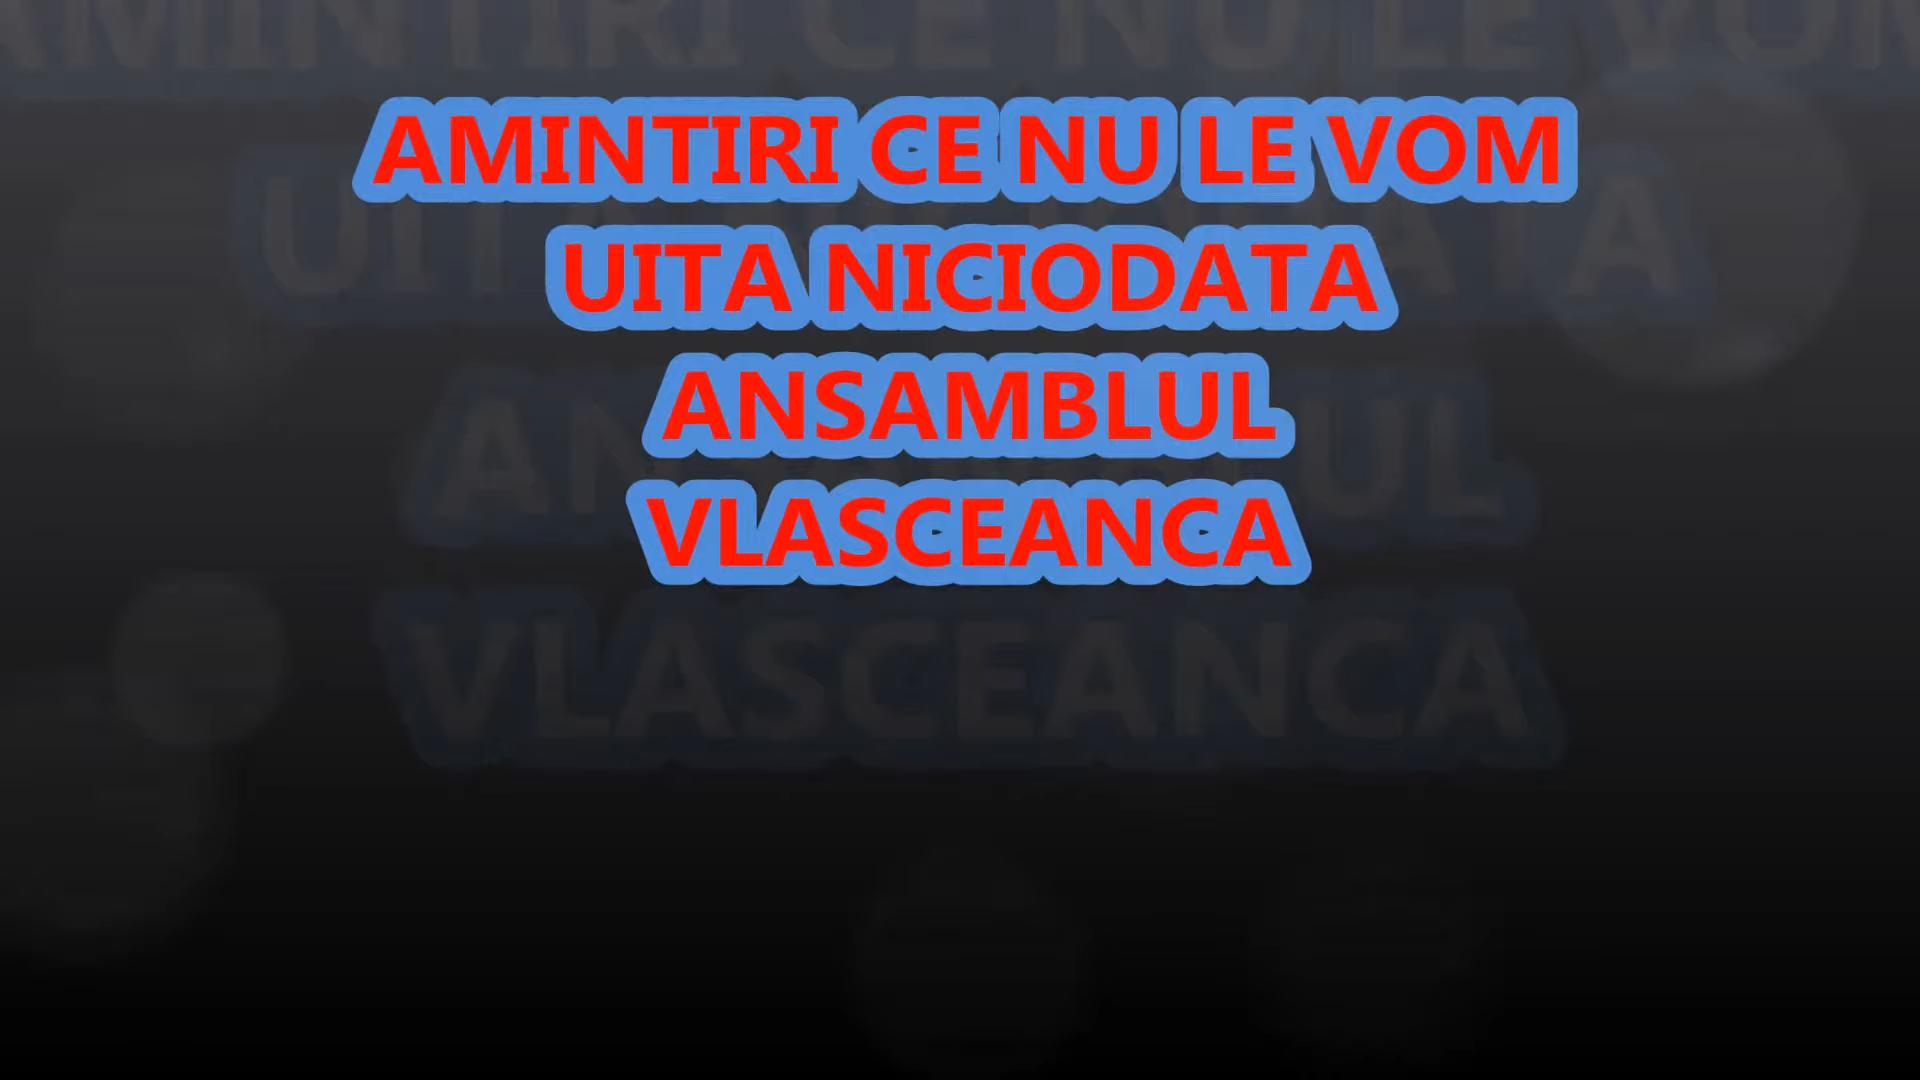 AMINTIRI CE NU LE VOM
UITA NICIODATA
ANSAMBLUL
VLASCEANCA